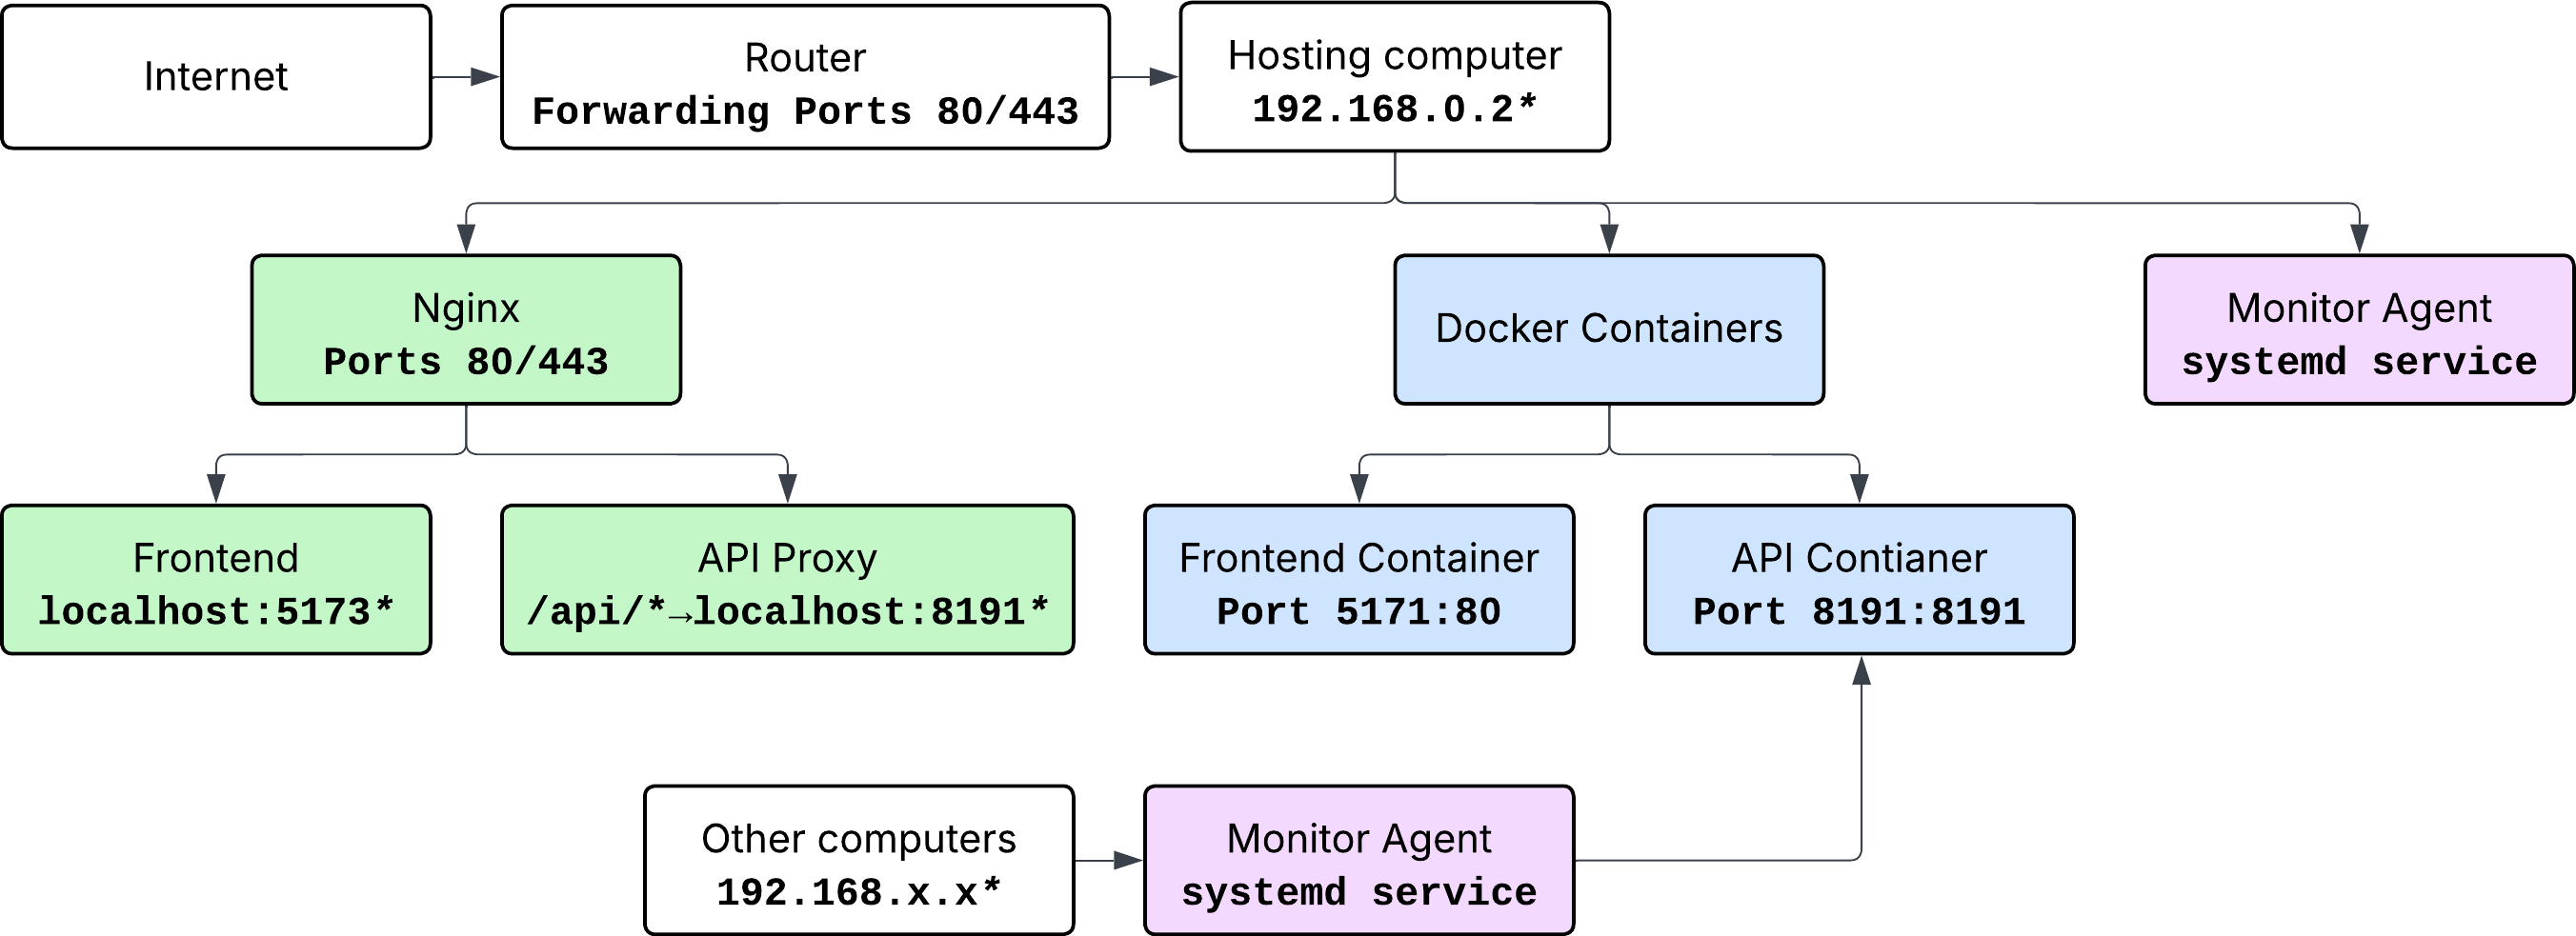 Internet
Router
Forwarding Ports 80/443
Hosting computer
192.168.0.2*
Nginx
Ports 80/443
Docker Containers
Monitor Agent
systemd service
Frontend
localhost:5173*
API Proxy
/api/*→localhost:8191*
Frontend Container
Port 5171:80
API Contianer
Port 8191:8191
Other computers
192.168.x.x*
Monitor Agent
systemd service